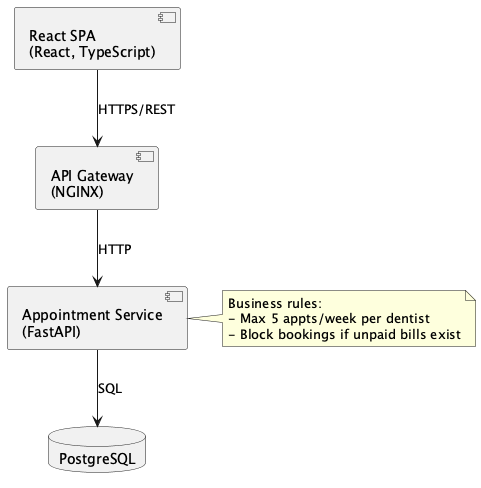 React SPA
(React, TypeScript)
HTTPS/REST
API Gateway
(NGINX)
HTTP
Appointment Service
(FastAPI)
Business rules:
- Max 5 appts/week per dentist
- Block bookings if unpaid bills exist
SQL
PostgreSQL